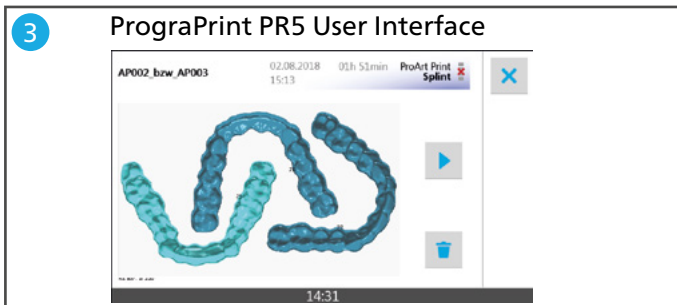 3
PrograPrint PR5 User Interface
AP002_bzw_AP003
02.08.2018
15:13
01h 51min
ProArt Print
Splint
14:31